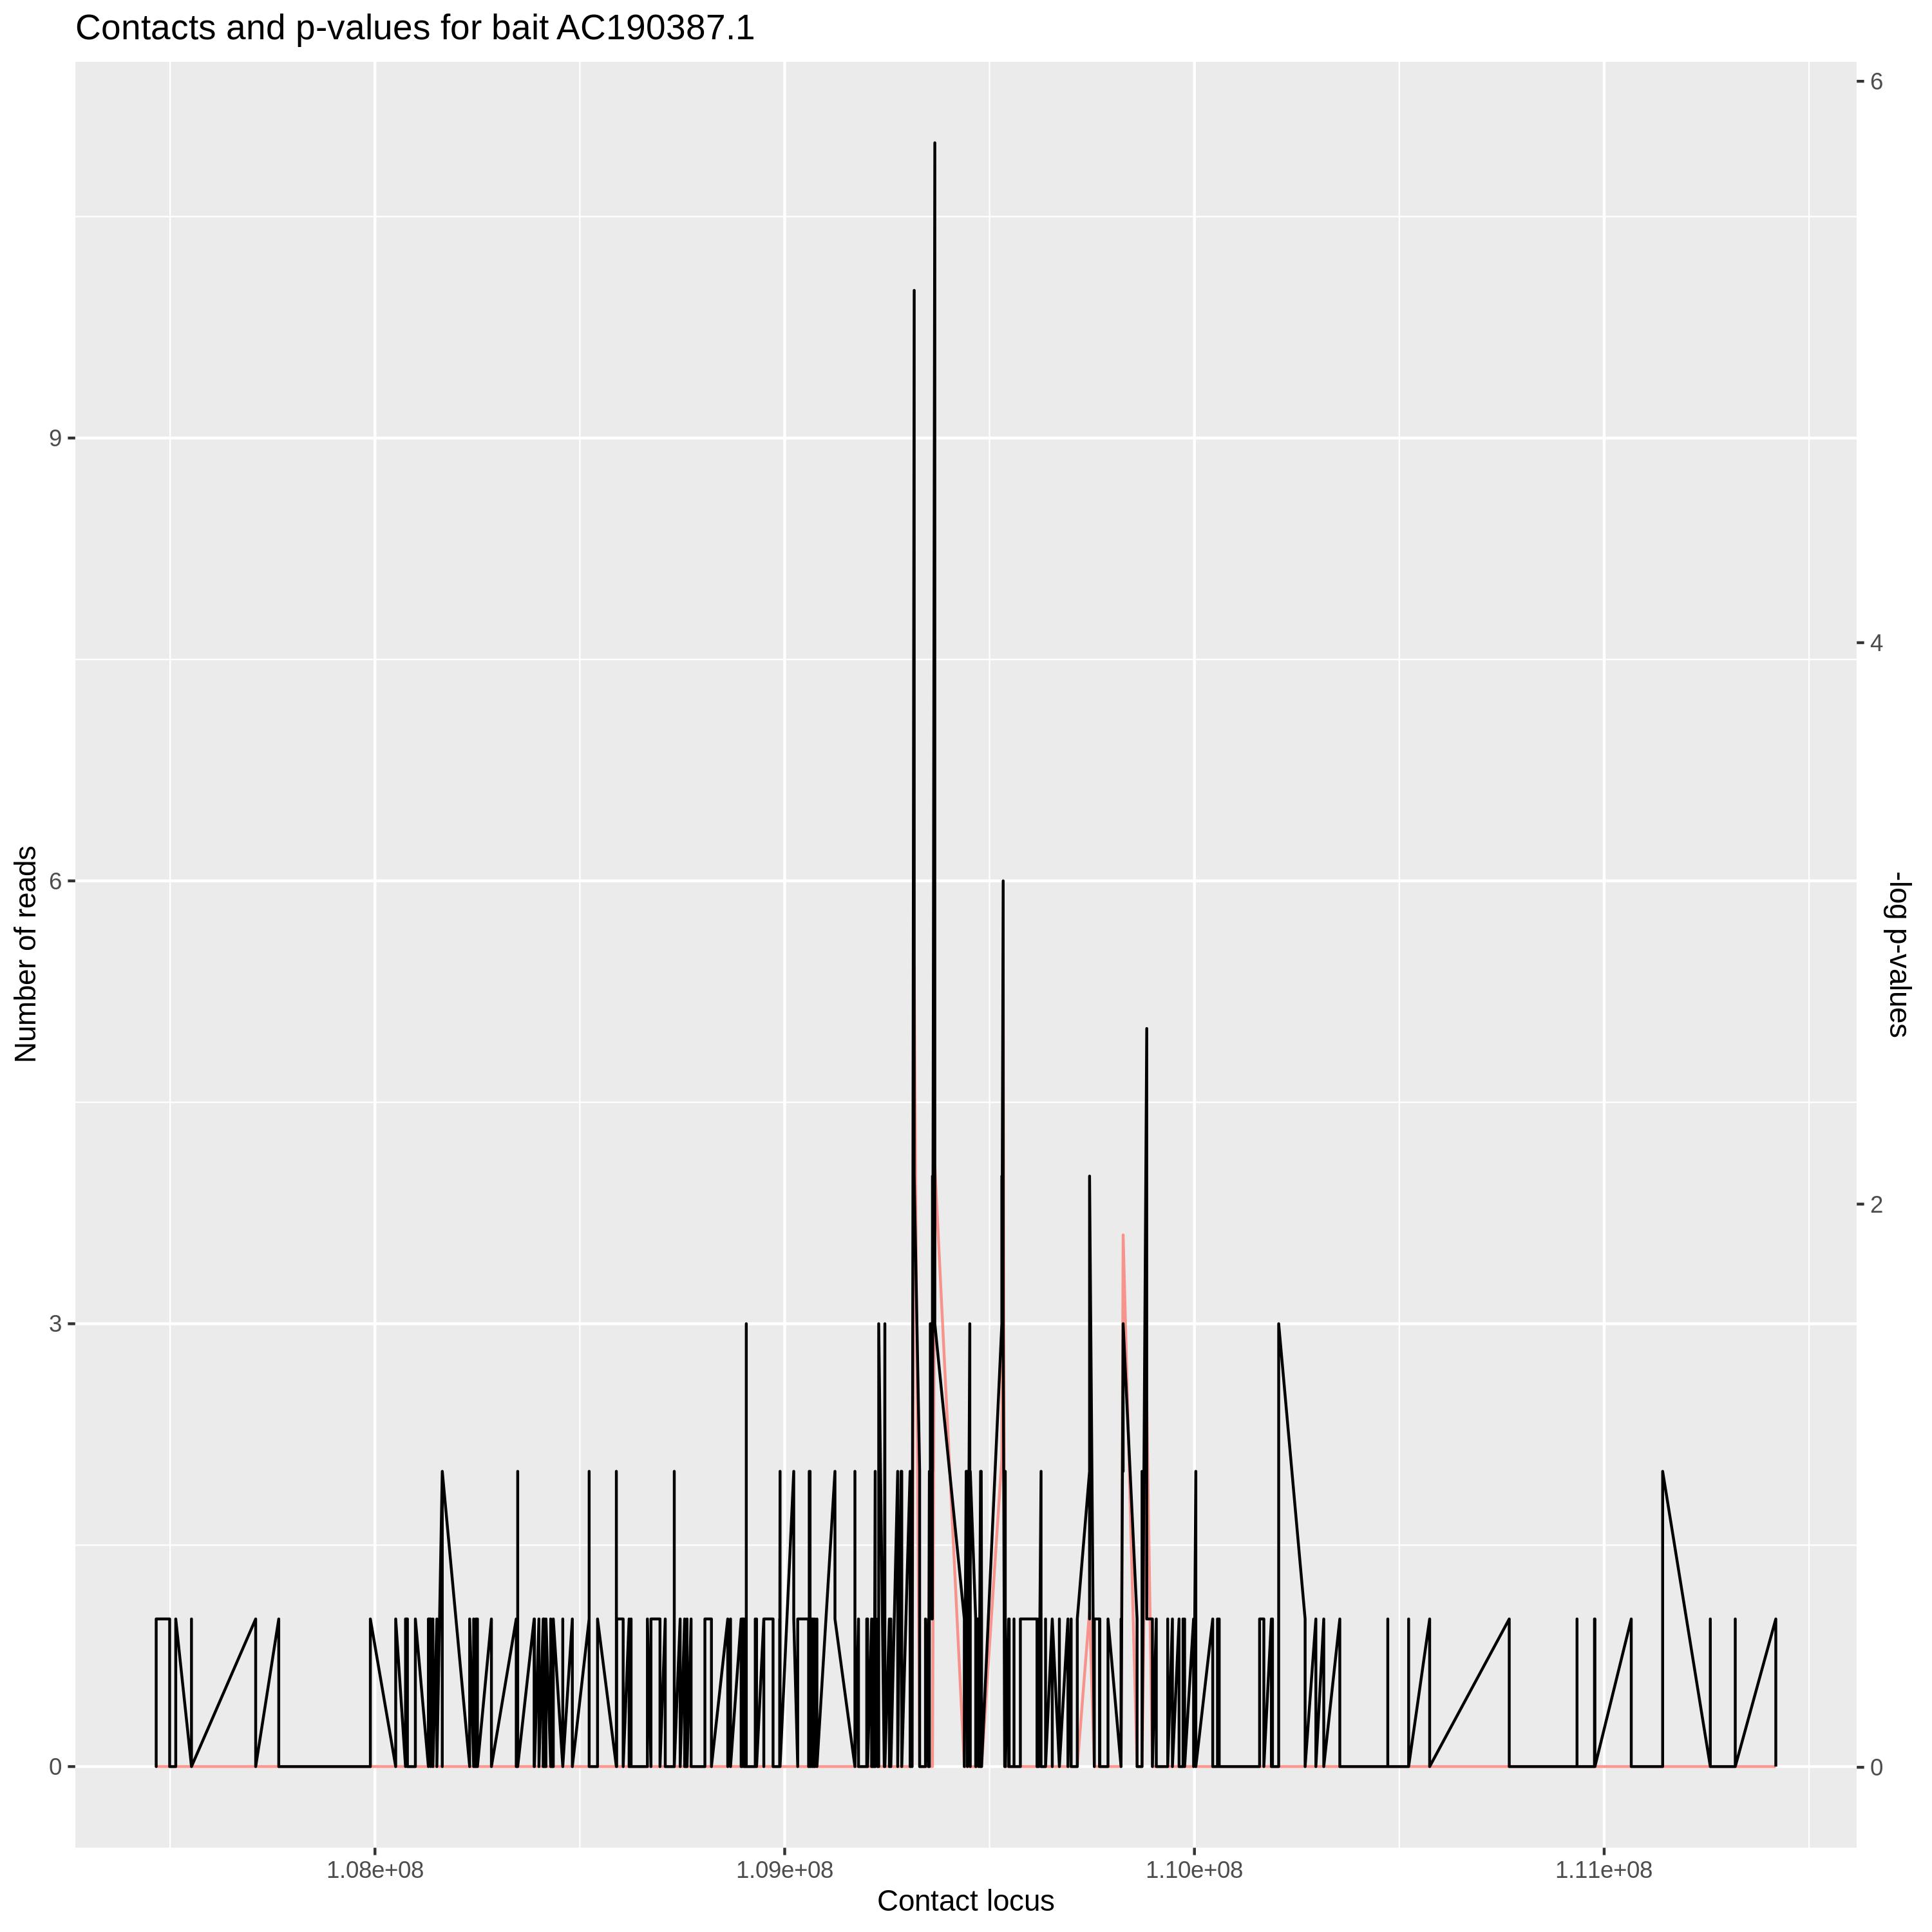 Contacts and p-values for bait AC190387.1
6
9
4
6
Number of reads
-log p-values
2
3
0
0
1.08e+08 1.09e+08 1.10e+08 1.11e+08
Contact locus